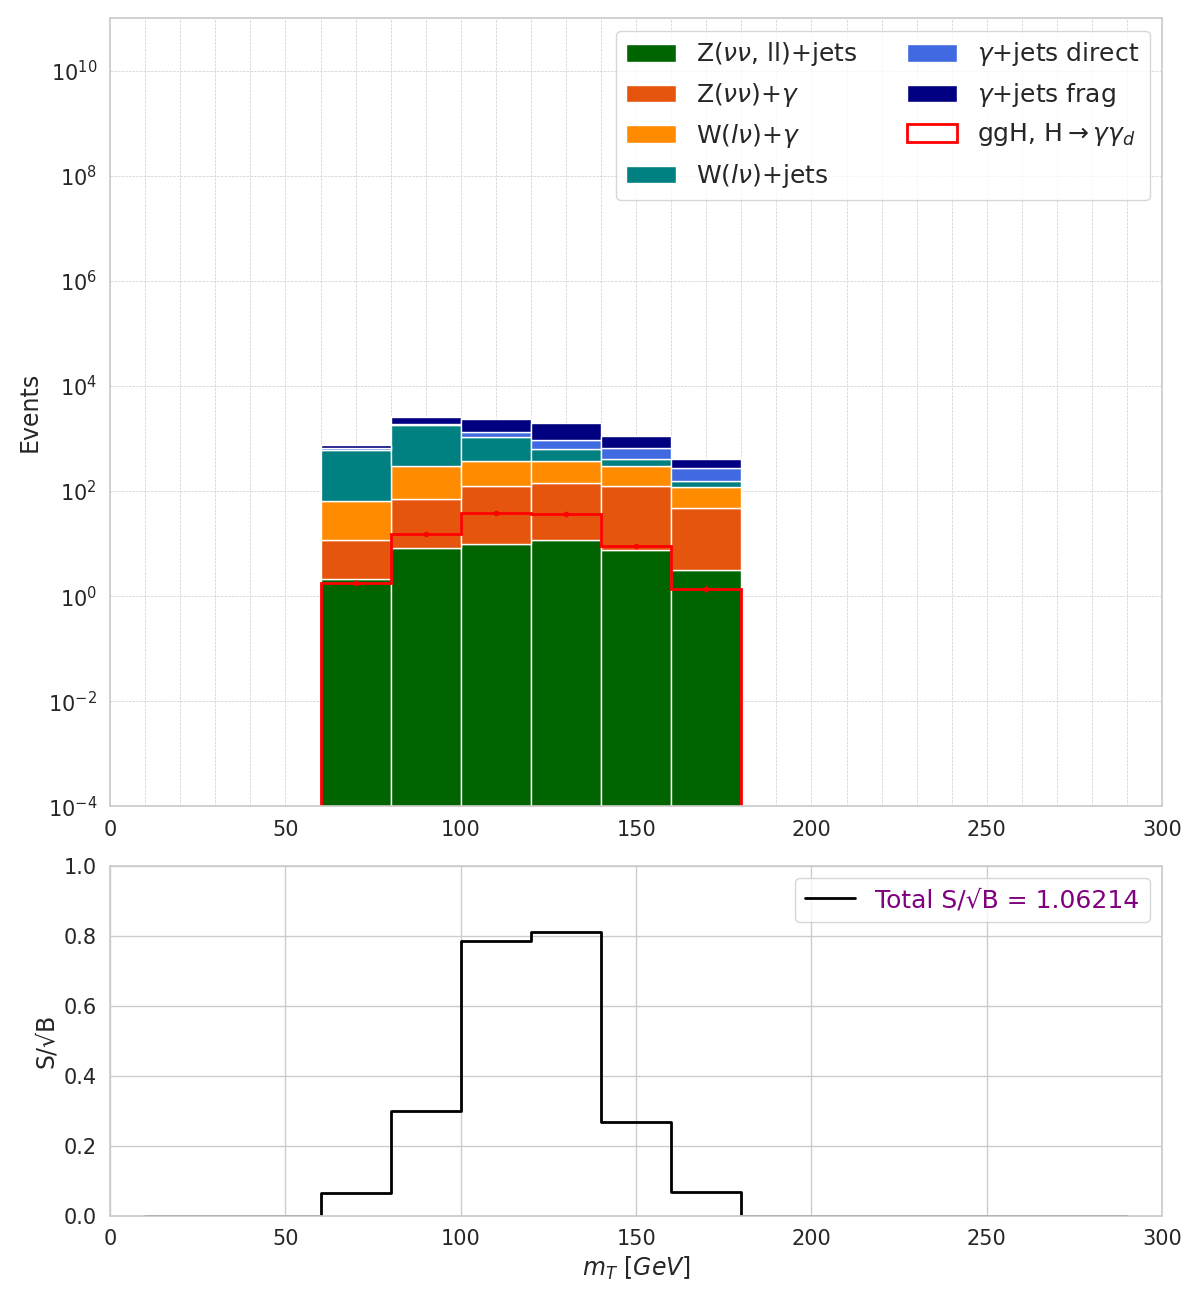 Z(νν, ll)+jets
Z(νν)+γ
W(lν)+γ
W(lν)+jets
γ+jets direct
γ+jets frag
ggH, H→γγ_d
Events
10^10
10^8
10^6
10^4
10^2
10^0
10^−2
10^−4
0 50 100 150 200 250 300
Total S/√B = 1.06214
S/√B
1.0
0.8
0.6
0.4
0.2
0.0
0 50 100 150 200 250 300
m_T [GeV]